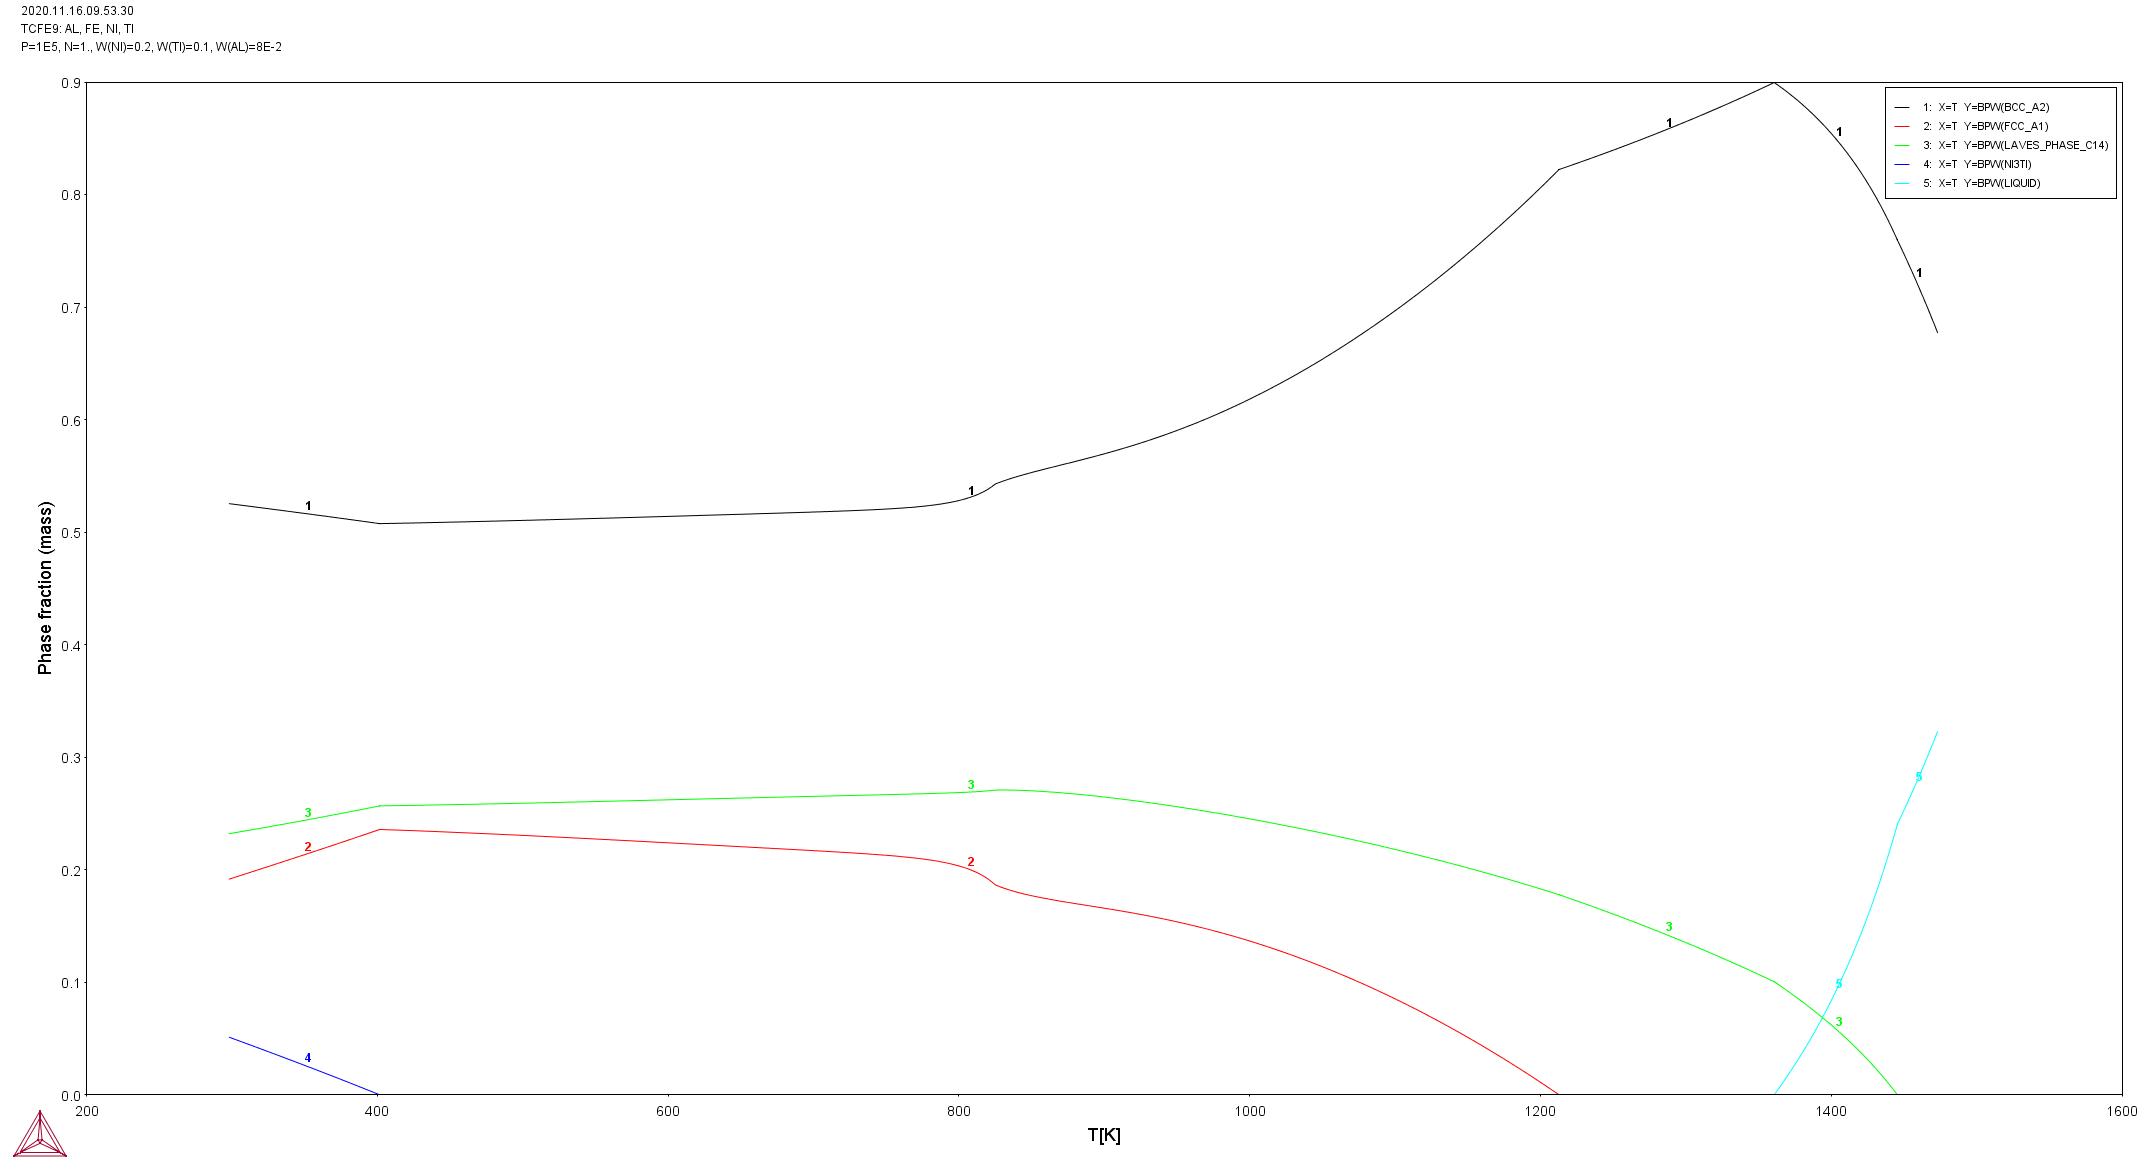 2020.11.16.09.53.30
TCFE9: AL, FE, NI, TI
P=1E5, N=1., W(NI)=0.2, W(TI)=0.1, W(AL)=8E-2
1: X=T Y=BPW(BCC_A2)
2: X=T Y=BPW(FCC_A1)
3: X=T Y=BPW(LAVES_PHASE_C14)
4: X=T Y=BPW(NI3TI)
5: X=T Y=BPW(LIQUID)
Phase fraction (mass)
0.9
0.8
0.7
0.6
0.5
0.4
0.3
0.2
0.1
0.0
1
1
1
1
1
3
3
3
3
2
2
4
5
5
200 400 600 800 1000 1200 1400 1600
T[K]